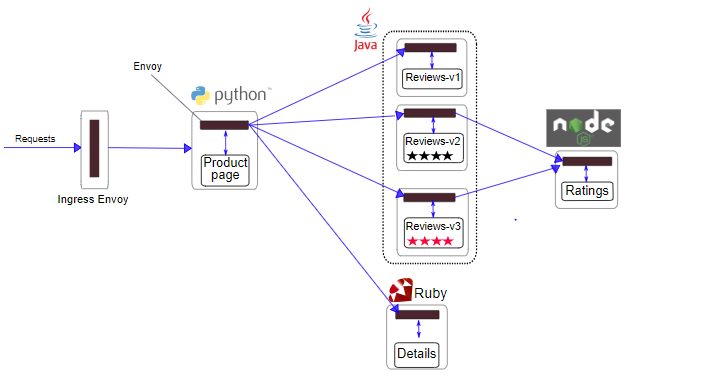 Java
Envoy
python™
Reviews-v1
Requests
Product
page
Reviews-v2
node
JS
Ratings
Ingress Envoy
Reviews-v3
Ruby
Details